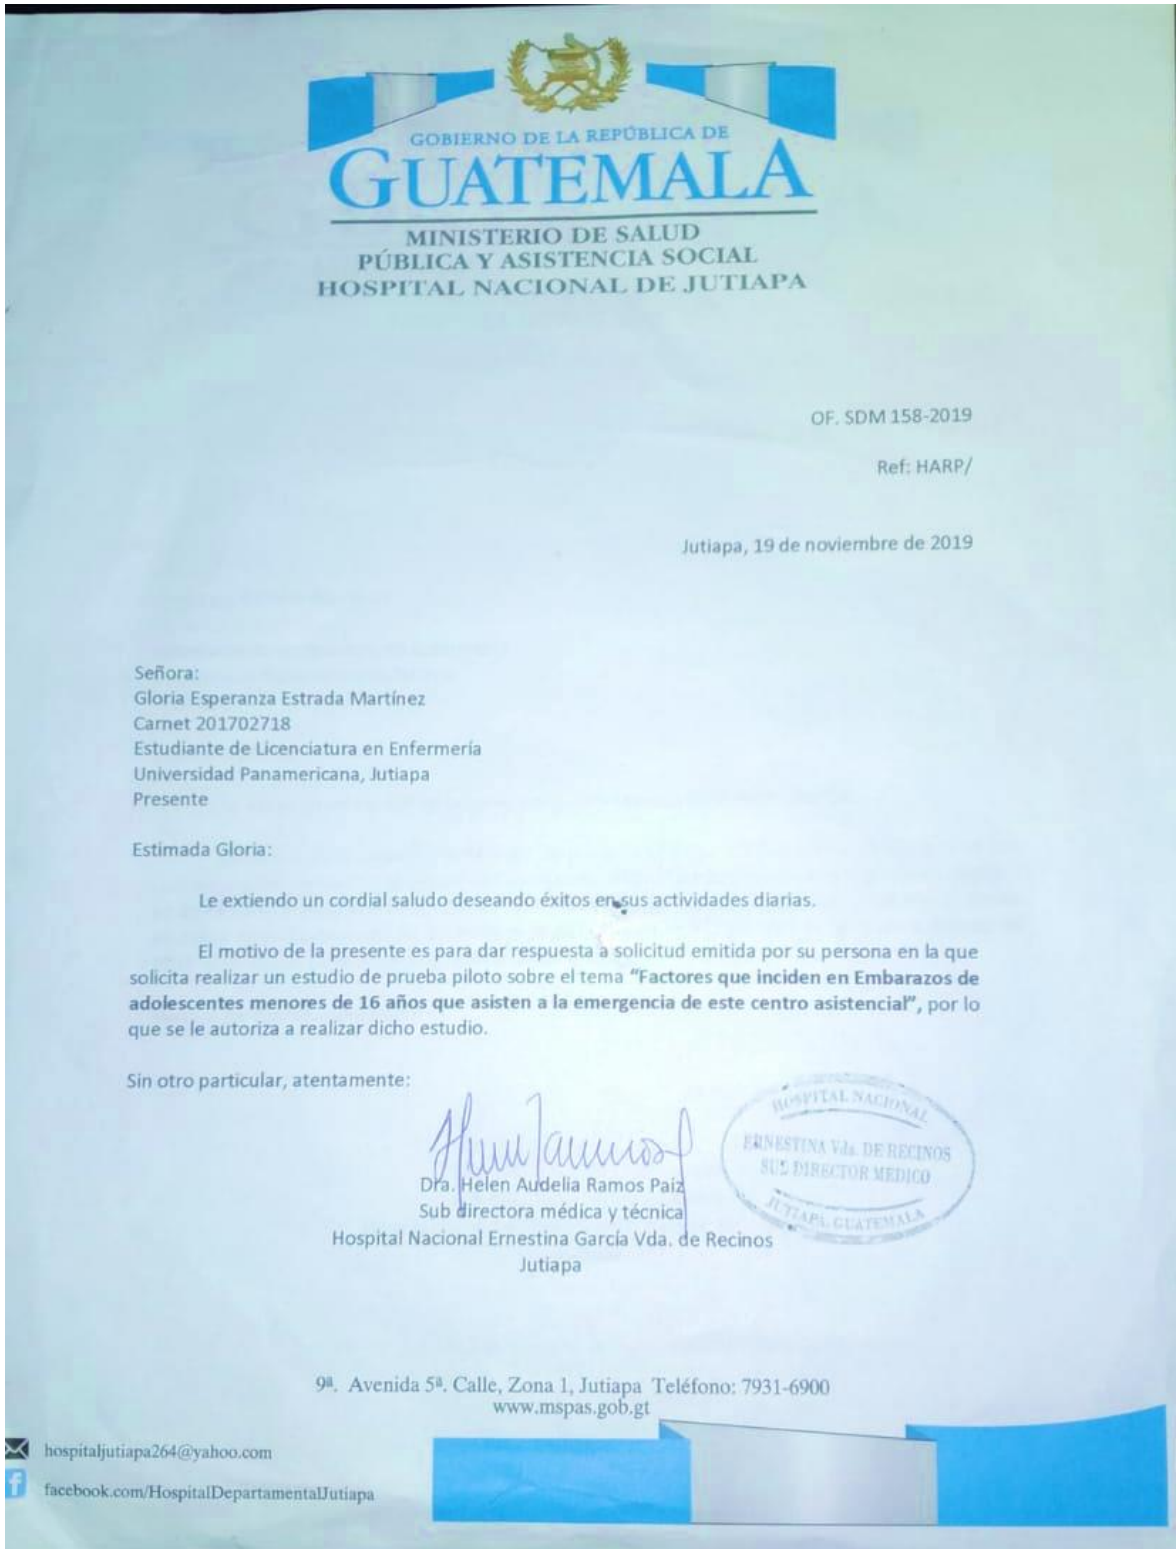 GOBIERNO DE LA REPÚBLICA DE
GUATEMALA
MINISTERIO DE SALUD
PÚBLICA Y ASISTENCIA SOCIAL
HOSPITAL NACIONAL DE JUTIAPA
OF. SDM 158-2019
Ref: HARP/
Jutiapa, 19 de noviembre de 2019
Señora:
Gloria Esperanza Estrada Martínez
Carnet 201702718
Estudiante de Licenciatura en Enfermería
Universidad Panamericana, Jutiapa
Presente
Estimada Gloria:
Le extiendo un cordial saludo deseando éxitos en sus actividades diarias.
El motivo de la presente es para dar respuesta a solicitud emitida por su persona en la que
solicita realizar un estudio de prueba piloto sobre el tema "Factores que inciden en Embarazos de
adolescentes menores de 16 años que asisten a la emergencia de este centro asistencial", por lo
que se le autoriza a realizar dicho estudio.
Sin otro particular, atentamente:
HOSPITAL NACIONAL
ERNESTINA Vda. DE RECINOS
SUB DIRECTOR MEDICO
JUTIAPA, GUATEMALA
Dra. Helen Audelia Ramos Paiz
Sub directora médica y técnica
Hospital Nacional Ernestina García Vda. de Recinos
Jutiapa
9ª. Avenida 5ª. Calle, Zona 1, Jutiapa Teléfono: 7931-6900
www.mspas.gob.gt
hospitaljutiapa264@yahoo.com
facebook.com/HospitalDepartamentalJutiapa